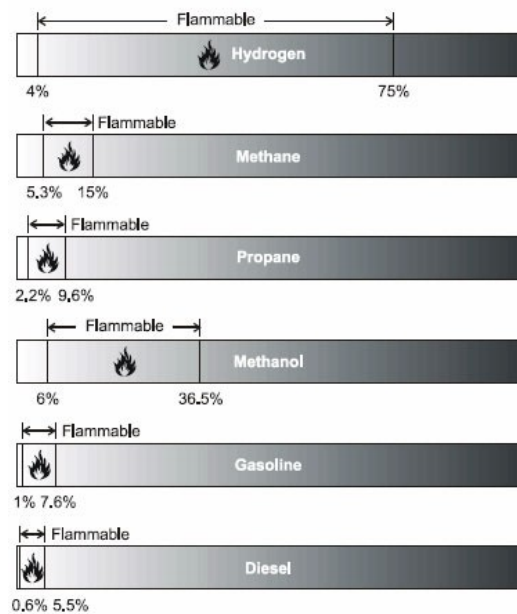 Flammable
Hydrogen
4% 75%
Flammable
Methane
5.3% 15%
Flammable
Propane
2.2% 9.6%
Flammable
Methanol
6% 36.5%
Flammable
Gasoline
1% 7.6%
Flammable
Diesel
0.6% 5.5%